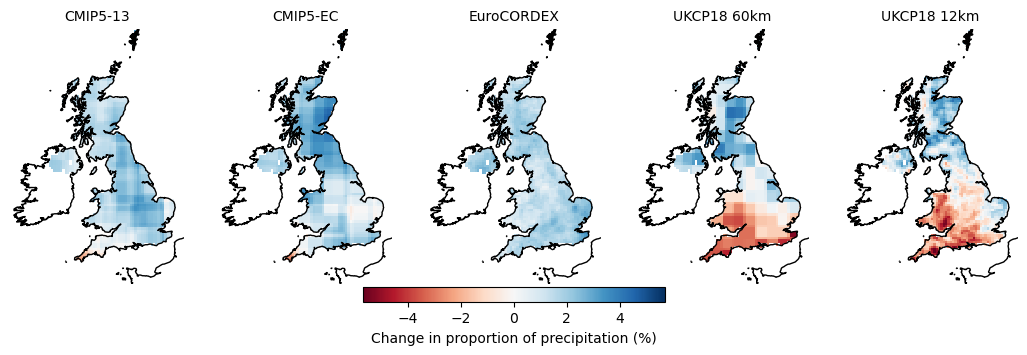 CMIP5-13 CMIP5-EC EuroCORDEX UKCP18 60km UKCP18 12km
−4 −2 0 2 4
Change in proportion of precipitation (%)